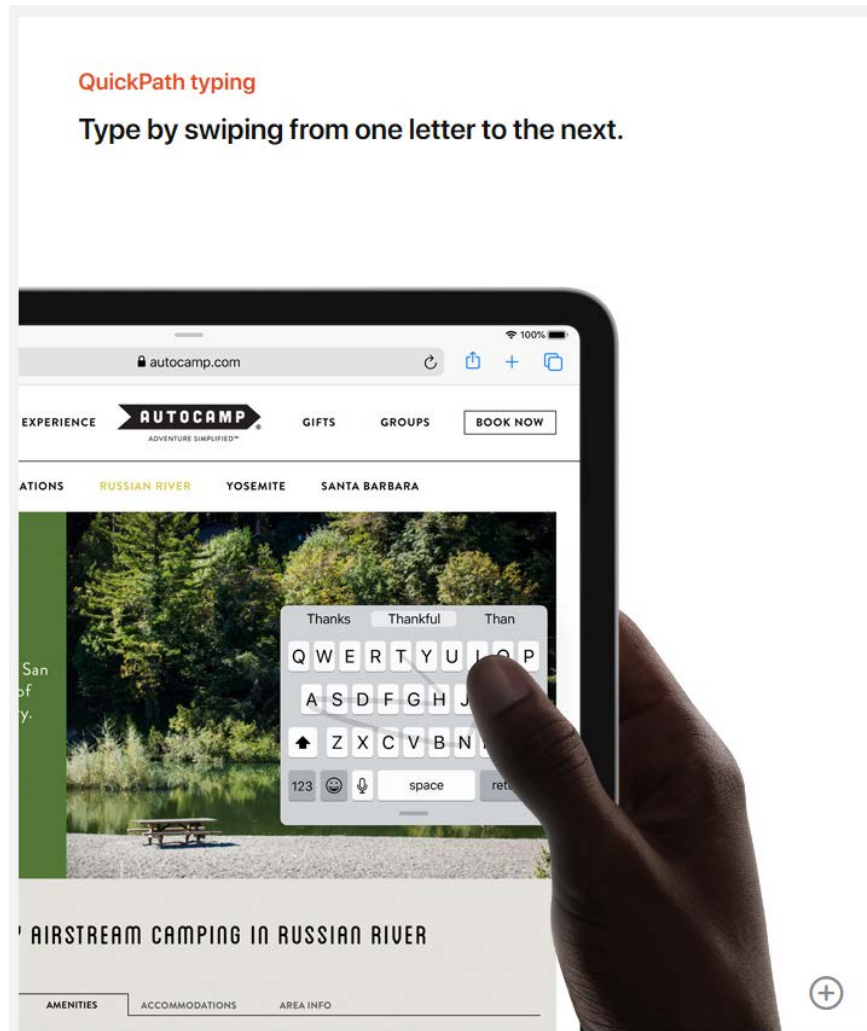 QuickPath typing
Type by swiping from one letter to the next.
100%
autocamp.com
EXPERIENCE
AUTOCAMP
ADVENTURE SIMPLIFIED™
GIFTS
GROUPS
BOOK NOW
ATIONS
RUSSIAN RIVER
YOSEMITE
SANTA BARBARA
San
of
y.
Thanks Thankful Than
Q W E R T Y U I O P
A S D F G H J
Z X C V B N
123 space retu
AIRSTREAM CAMPING IN RUSSIAN RIVER
AMENITIES
ACCOMMODATIONS
AREA INFO